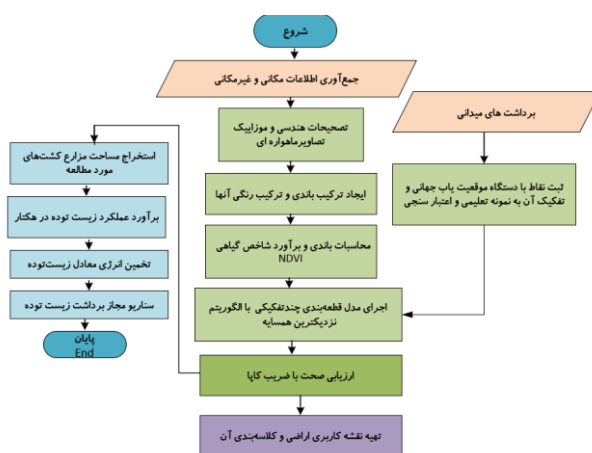 شروع
جمع‌آوری اطلاعات مکانی و غیرمکانی
برداشت های میدانی
تصحیحات هندسی و موزاییک
تصاویرماهواره ای
ثبت نقاط با دستگاه موقعیت یاب جهانی و
تفکیک آن به نمونه تعلیمی و اعتبار سنجی
ایجاد ترکیب باندی و ترکیب رنگی آنها
محاسبات باندی و برآورد شاخص گیاهی
NDVI
اجرای مدل قطعه‌بندی چندتفکیکی با الگوریتم
نزدیکترین همسایه
ارزیابی صحت با ضریب کاپا
تهیه نقشه کاربری اراضی و کلاسه‌بندی آن
استخراج مساحت مزارع کشت‌های
مورد مطالعه
برآورد عملکرد زیست توده در هکتار
تخمین انرژی معادل زیست‌توده
سناریو مجاز برداشت زیست توده
پایان
End